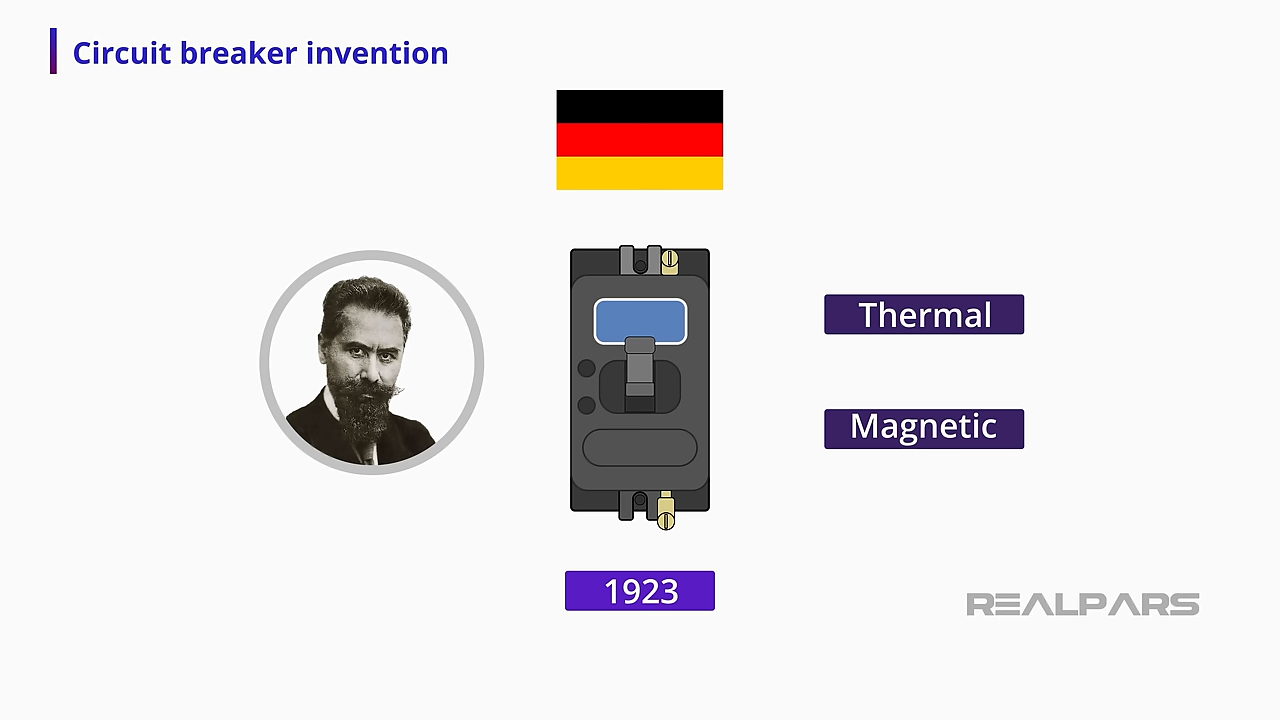 Circuit breaker invention
Thermal
Magnetic
1923
REALPARS